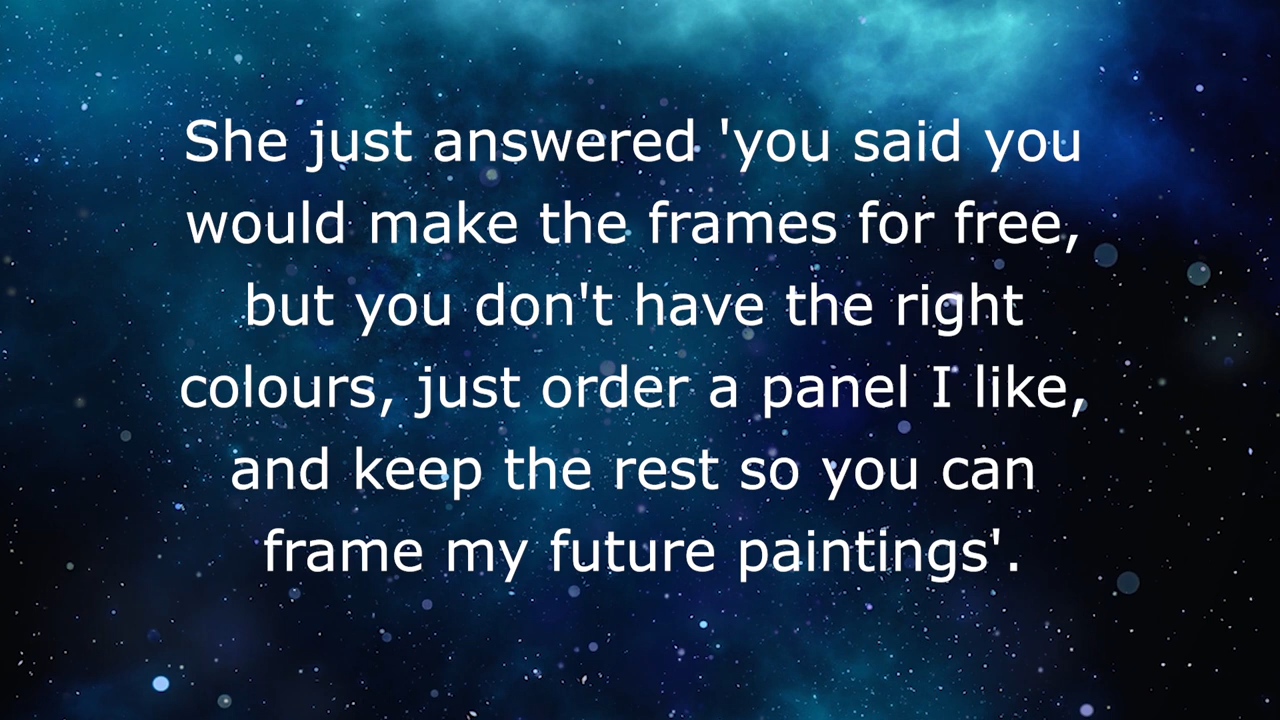 She just answered 'you said you
would make the frames for free,
but you don't have the right
colours, just order a panel I like,
and keep the rest so you can
frame my future paintings'.